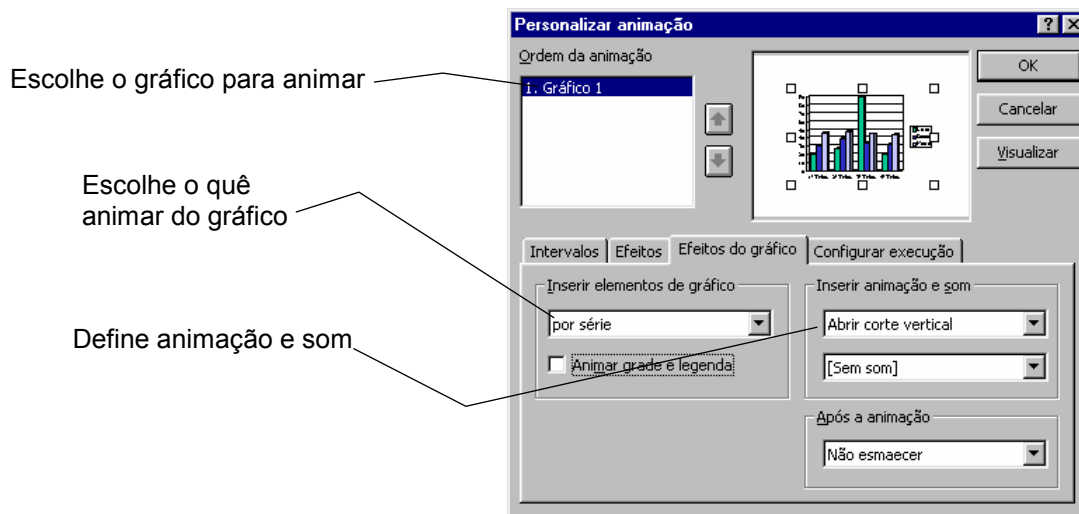 Personalizar animação
Ordem da animação
1. Gráfico 1
OK
Cancelar
Visualizar
Escolhe o gráfico para animar
Escolhe o quê
animar do gráfico
Define animação e som
Intervalos
Efeitos
Efeitos do gráfico
Configurar execução
Inserir elementos de gráfico
por série
Animar grade e legenda
Inserir animação e som
Abrir corte vertical
[Sem som]
Após a animação
Não esmaecer